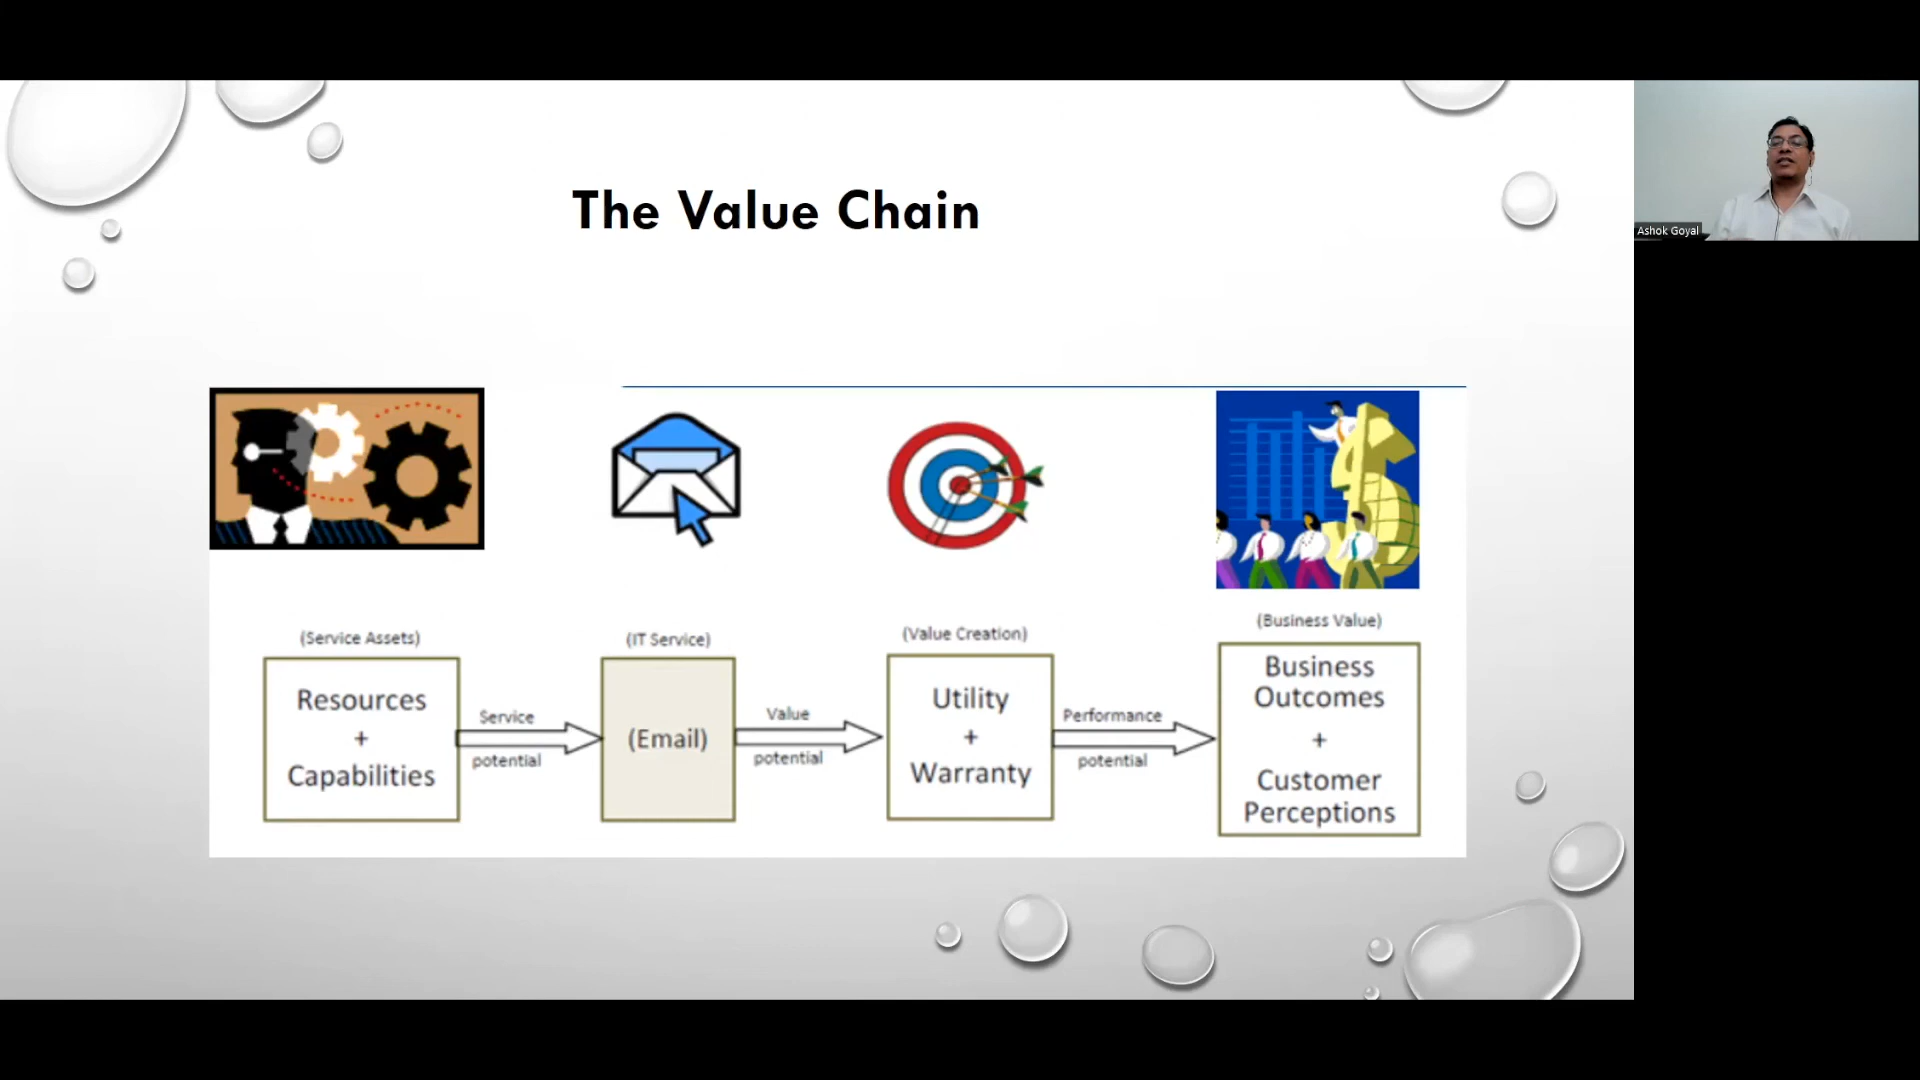 The Value Chain
Ashok Goyal
(Service Assets)
Resources
+
Capabilities
Service
potential
(IT Service)
(Email)
Value
potential
(Value Creation)
Utility
+
Warranty
Performance
potential
(Business Value)
Business
Outcomes
+
Customer
Perceptions